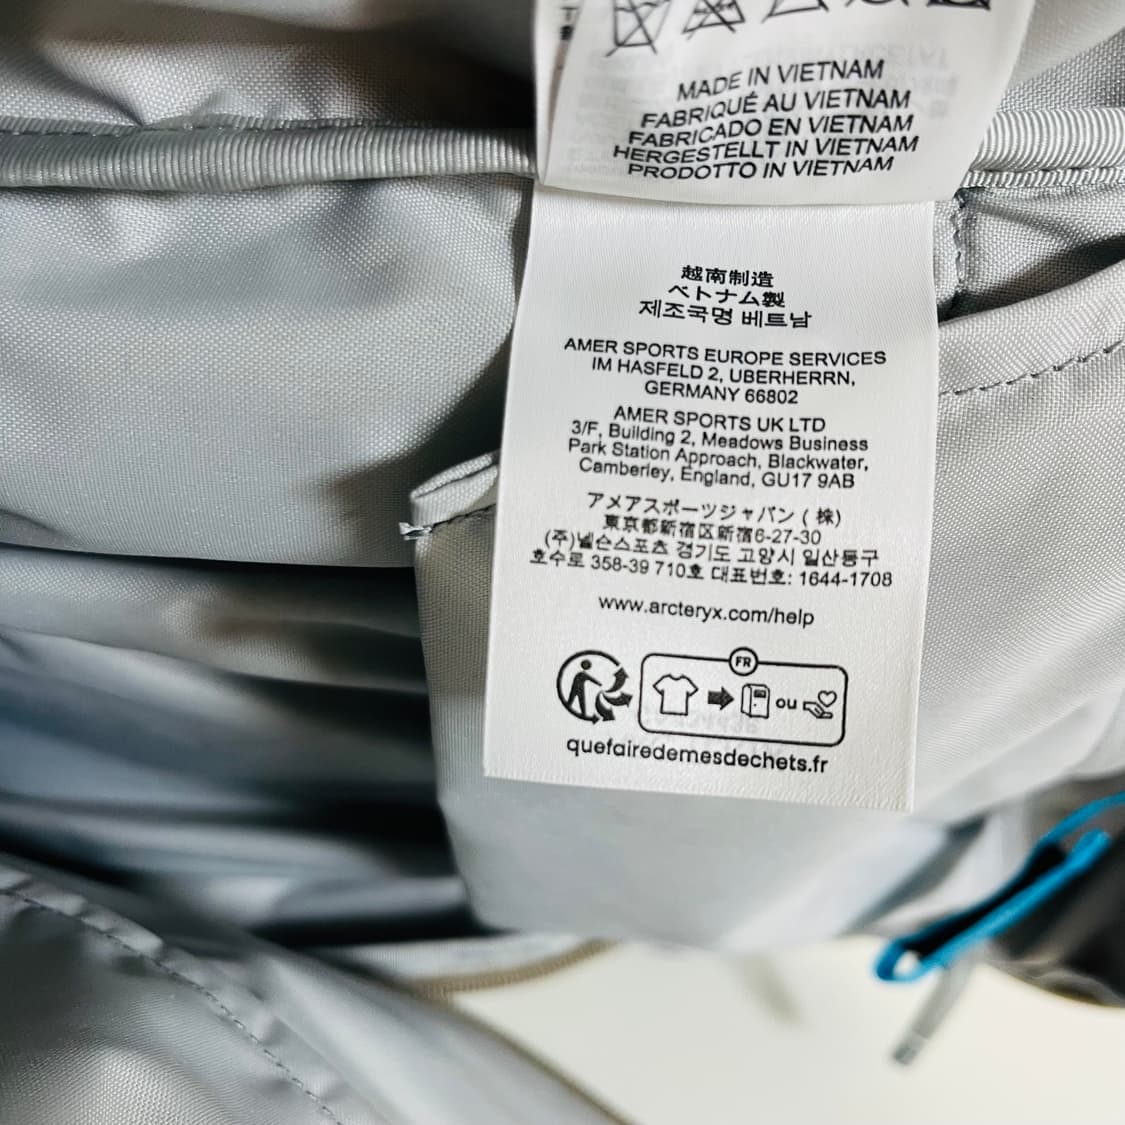 MADE IN VIETNAM
FABRIQUÉ AU VIETNAM
FABRICADO EN VIETNAM
HERGESTELLT IN VIETNAM
PRODOTTO IN VIETNAM
越南制造
ベトナム製
제조국명 베트남
AMER SPORTS EUROPE SERVICES
IM HASFELD 2, UBERHERRN,
GERMANY 66802
AMER SPORTS UK LTD
3/F, Building 2, Meadows Business
Park Station Approach, Blackwater,
Camberley, England, GU17 9AB
アメアスポーツジャパン ( 株)
東京都新宿区新宿6-27-30
(주)넬슨스포츠 경기도 고양시 일산동구
호수로 358-39 710호 대표번호: 1644-1708
www.arcteryx.com/help
FR
ou
quefairedemesdechets.fr